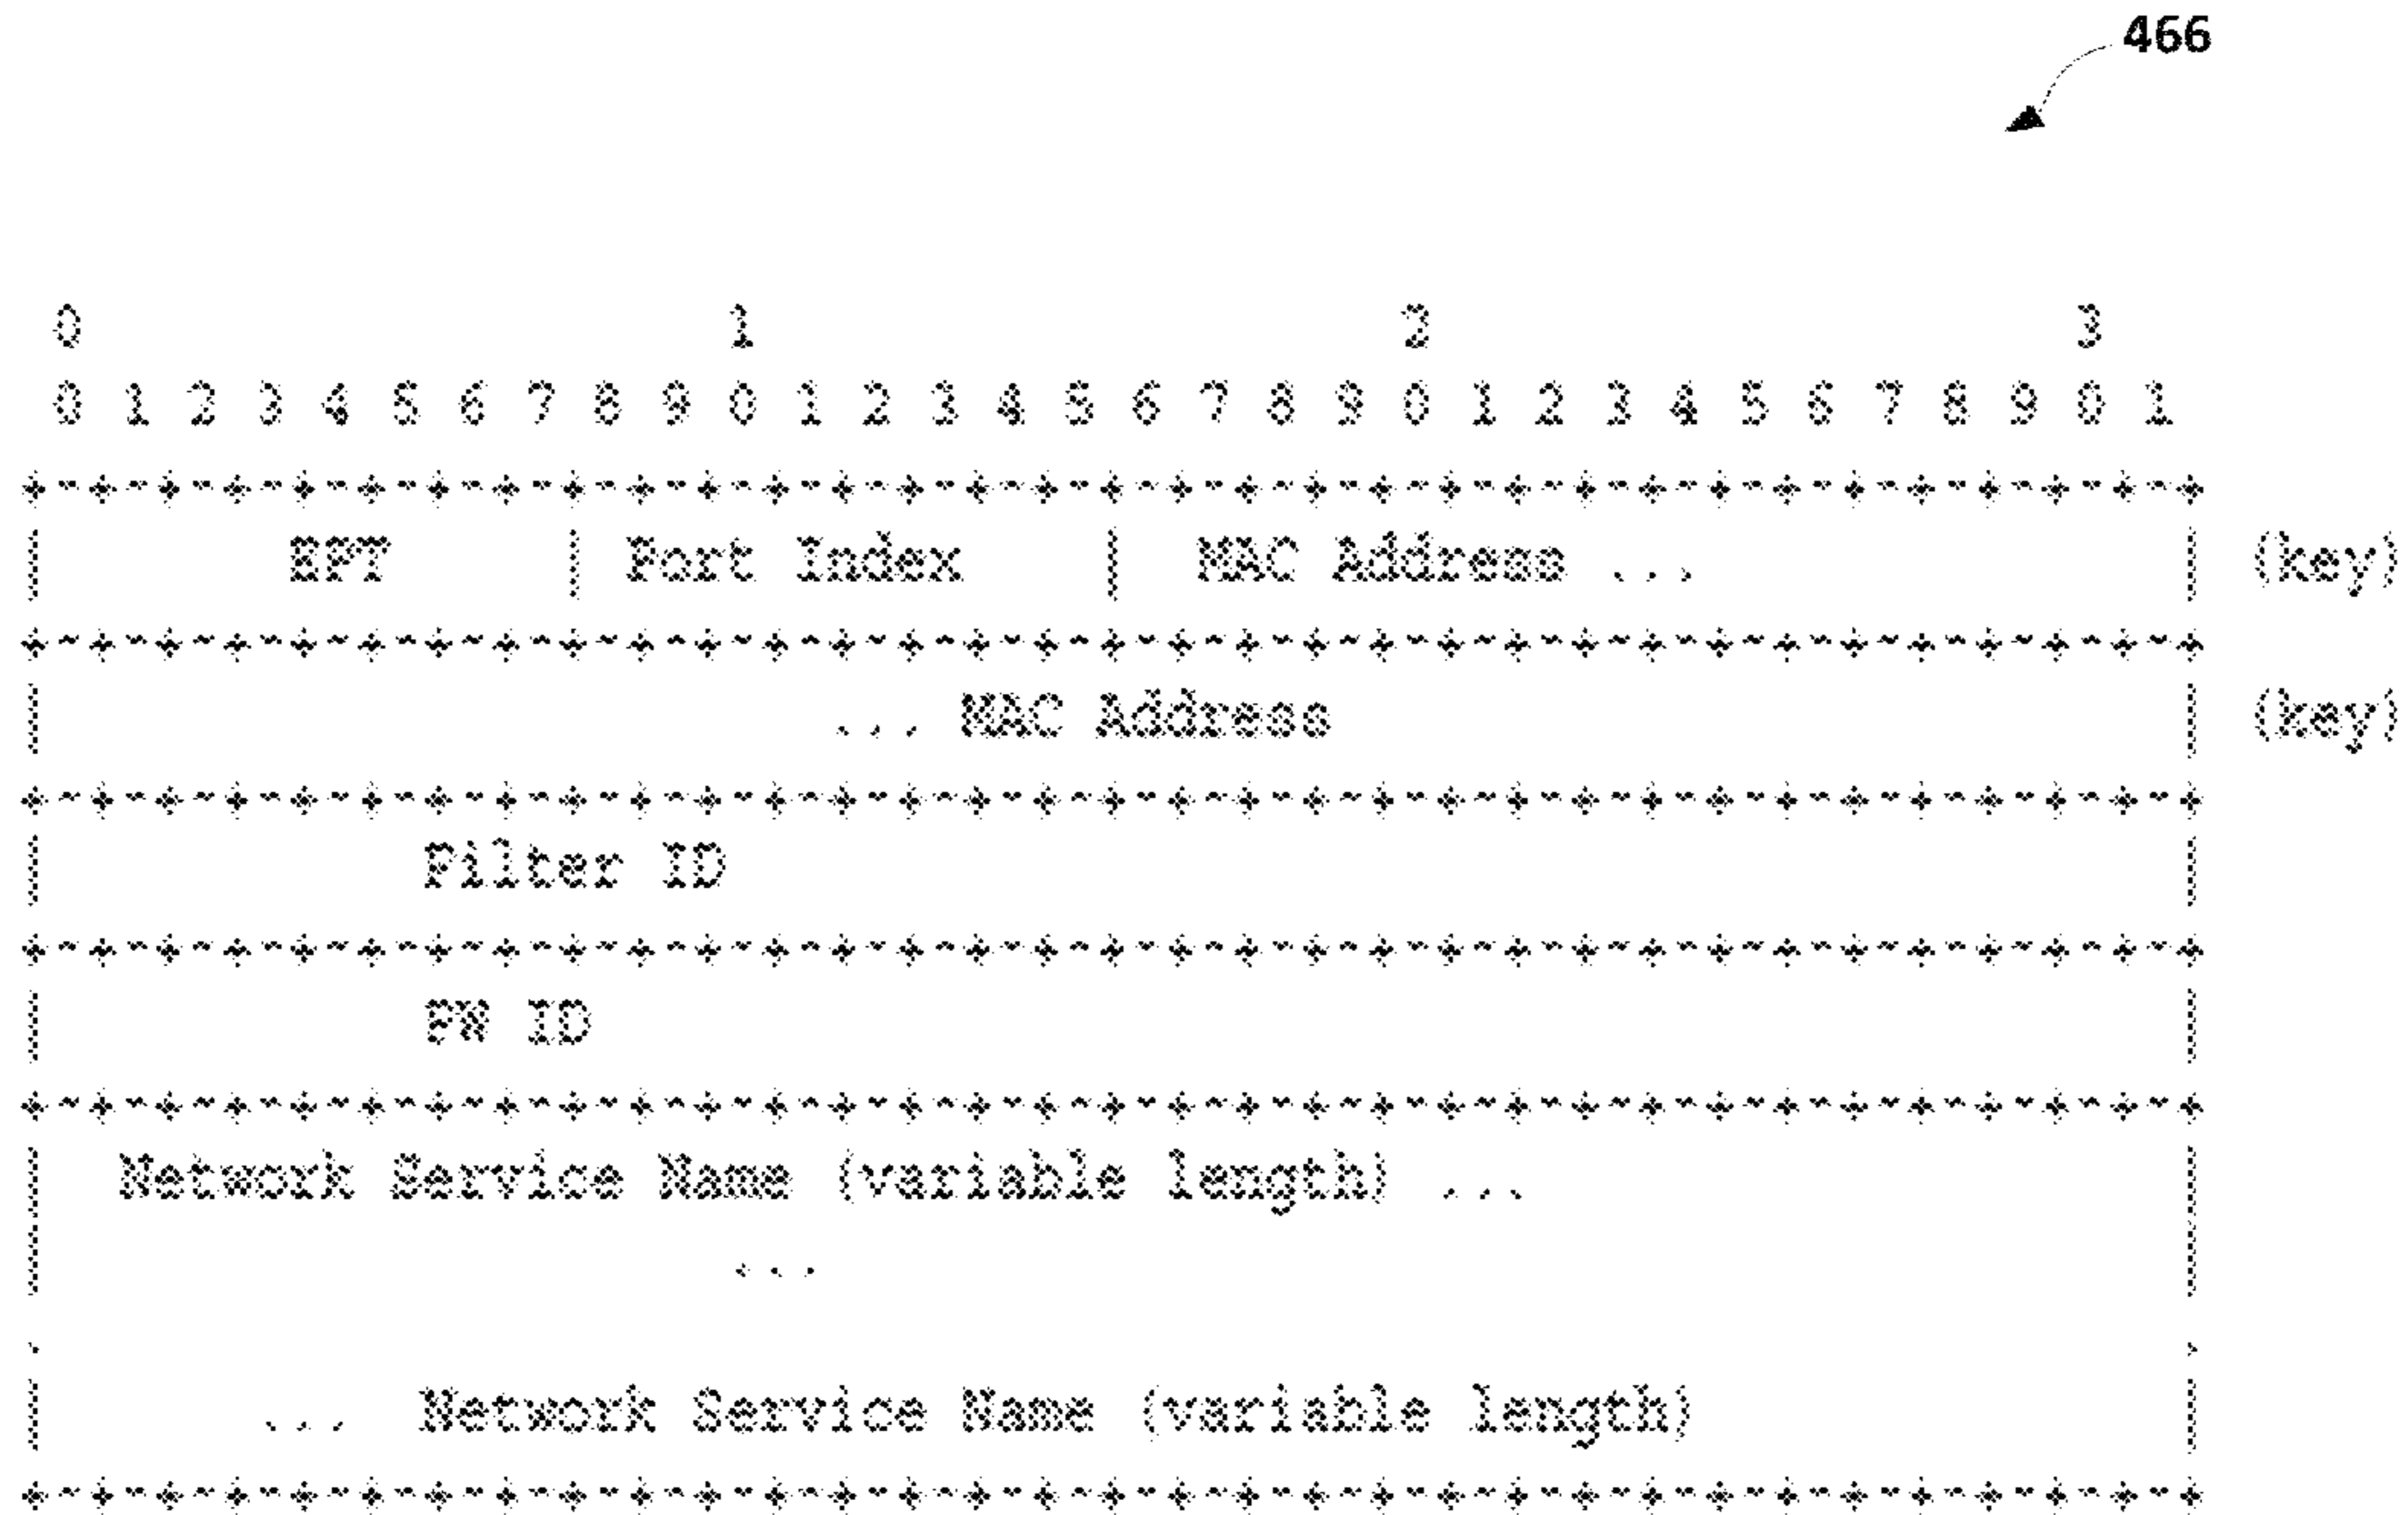 466
0 1 2 3
0 1 2 3 4 5 6 7 8 9 0 1 2 3 4 5 6 7 8 9 0 1 2 3 4 5 6 7 8 9 0 1
+-+-+-+-+-+-+-+-+-+-+-+-+-+-+-+-+-+-+-+-+-+-+-+-+-+-+-+-+-+-+-+-+
| EPT | Port Index | MAC Address ... | (key)
+-+-+-+-+-+-+-+-+-+-+-+-+-+-+-+-+-+-+-+-+-+-+-+-+-+-+-+-+-+-+-+-+
| ... MAC Address | (key)
+-+-+-+-+-+-+-+-+-+-+-+-+-+-+-+-+-+-+-+-+-+-+-+-+-+-+-+-+-+-+-+-+
| Filter ID |
+-+-+-+-+-+-+-+-+-+-+-+-+-+-+-+-+-+-+-+-+-+-+-+-+-+-+-+-+-+-+-+-+
| PW ID |
+-+-+-+-+-+-+-+-+-+-+-+-+-+-+-+-+-+-+-+-+-+-+-+-+-+-+-+-+-+-+-+-+
| Network Service Name (variable length) ... |
| ... |
. .
| ... Network Service Name (variable length) |
+-+-+-+-+-+-+-+-+-+-+-+-+-+-+-+-+-+-+-+-+-+-+-+-+-+-+-+-+-+-+-+-+